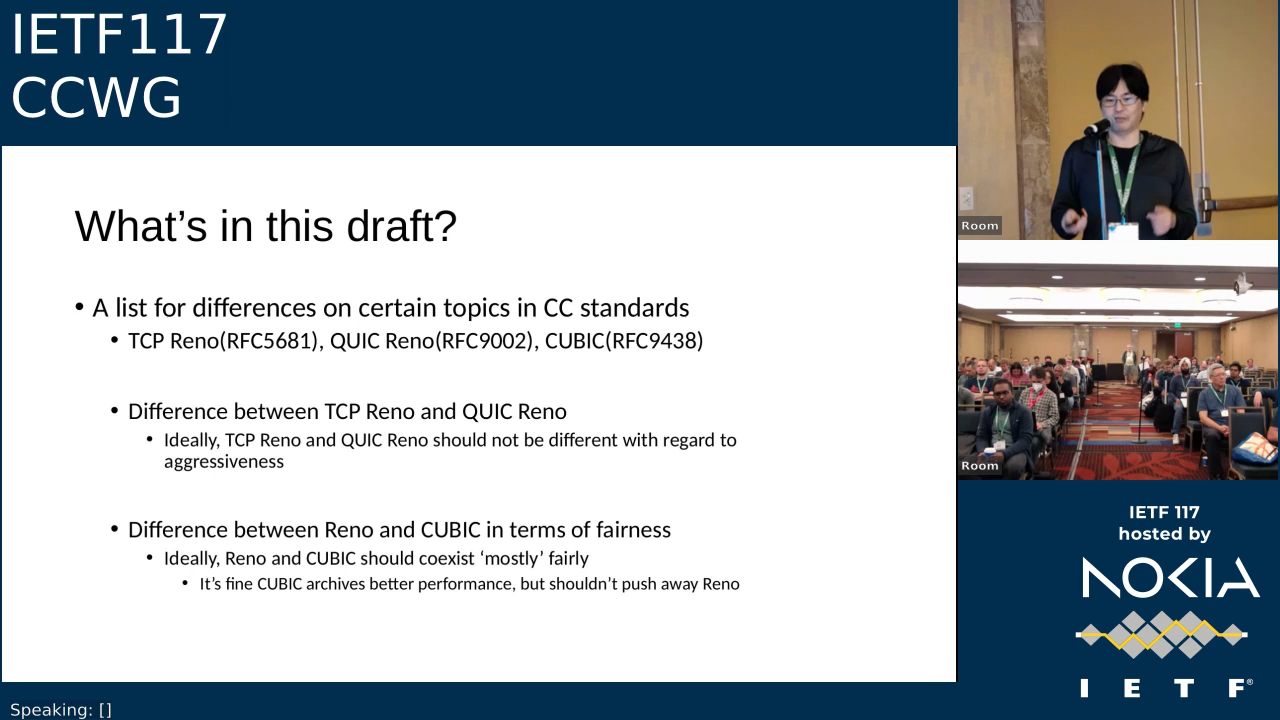 IETF117
CCWG
What’s in this draft?
• A list for differences on certain topics in CC standards
• TCP Reno(RFC5681), QUIC Reno(RFC9002), CUBIC(RFC9438)
• Difference between TCP Reno and QUIC Reno
• Ideally, TCP Reno and QUIC Reno should not be different with regard to
aggressiveness
• Difference between Reno and CUBIC in terms of fairness
• Ideally, Reno and CUBIC should coexist ‘mostly’ fairly
• It’s fine CUBIC archives better performance, but shouldn’t push away Reno
Room
Room
IETF 117
hosted by
NOKIA
I E T F®
Speaking: []